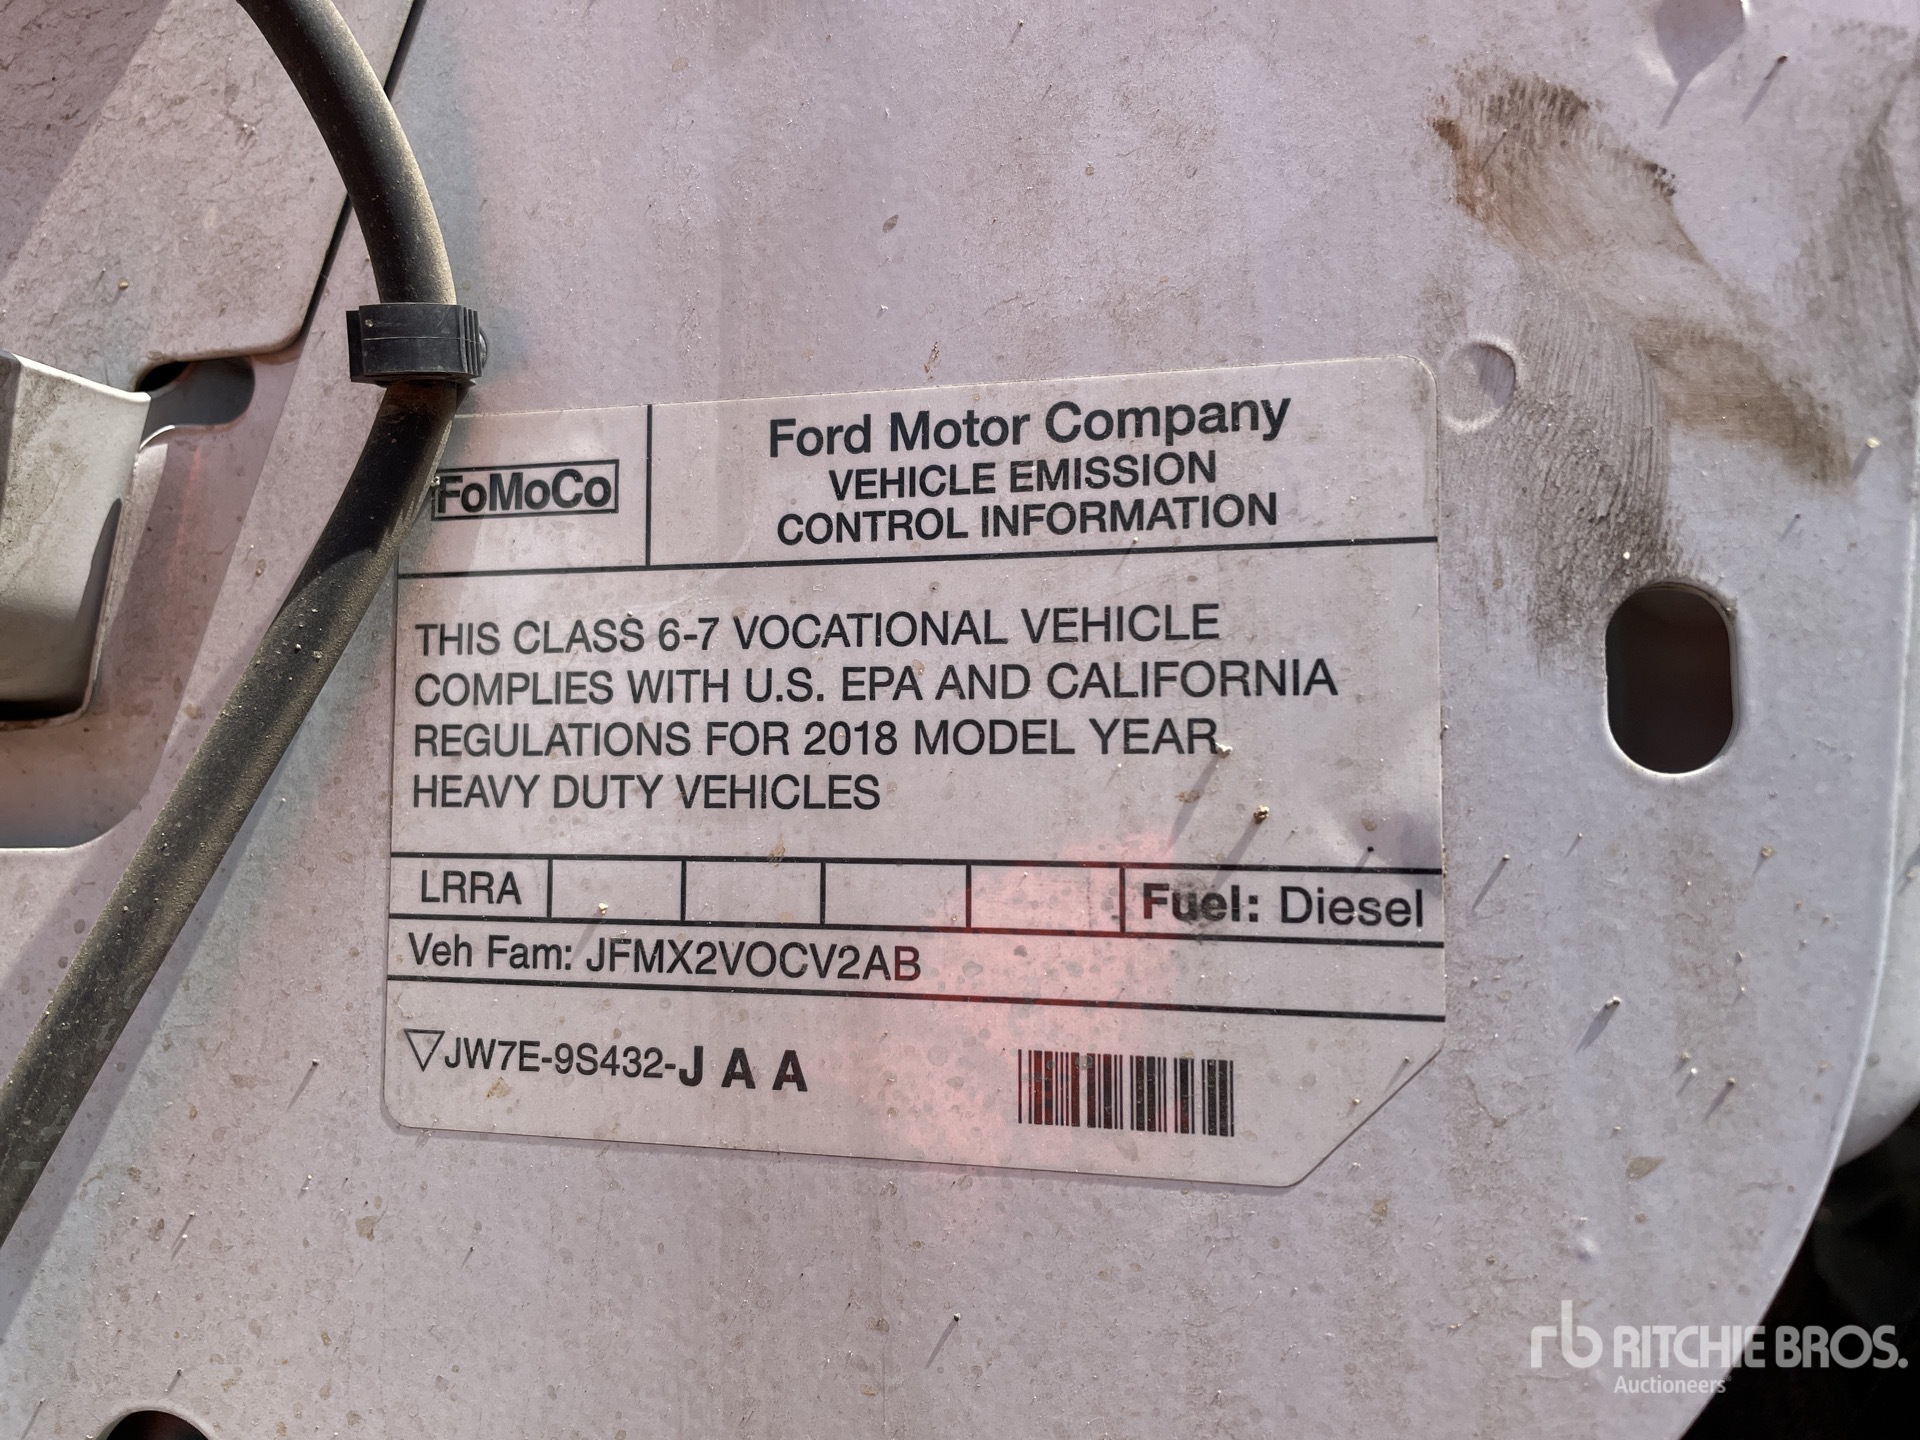 FoMoCo
Ford Motor Company
VEHICLE EMISSION
CONTROL INFORMATION
THIS CLASS 6-7 VOCATIONAL VEHICLE
COMPLIES WITH U.S. EPA AND CALIFORNIA
REGULATIONS FOR 2018 MODEL YEAR
HEAVY DUTY VEHICLES
LRRA
Fuel: Diesel
Veh Fam: JFMX2VOCV2AB
▽JW7E-9S432-J A A
rb RITCHIE BROS.
Auctioneers